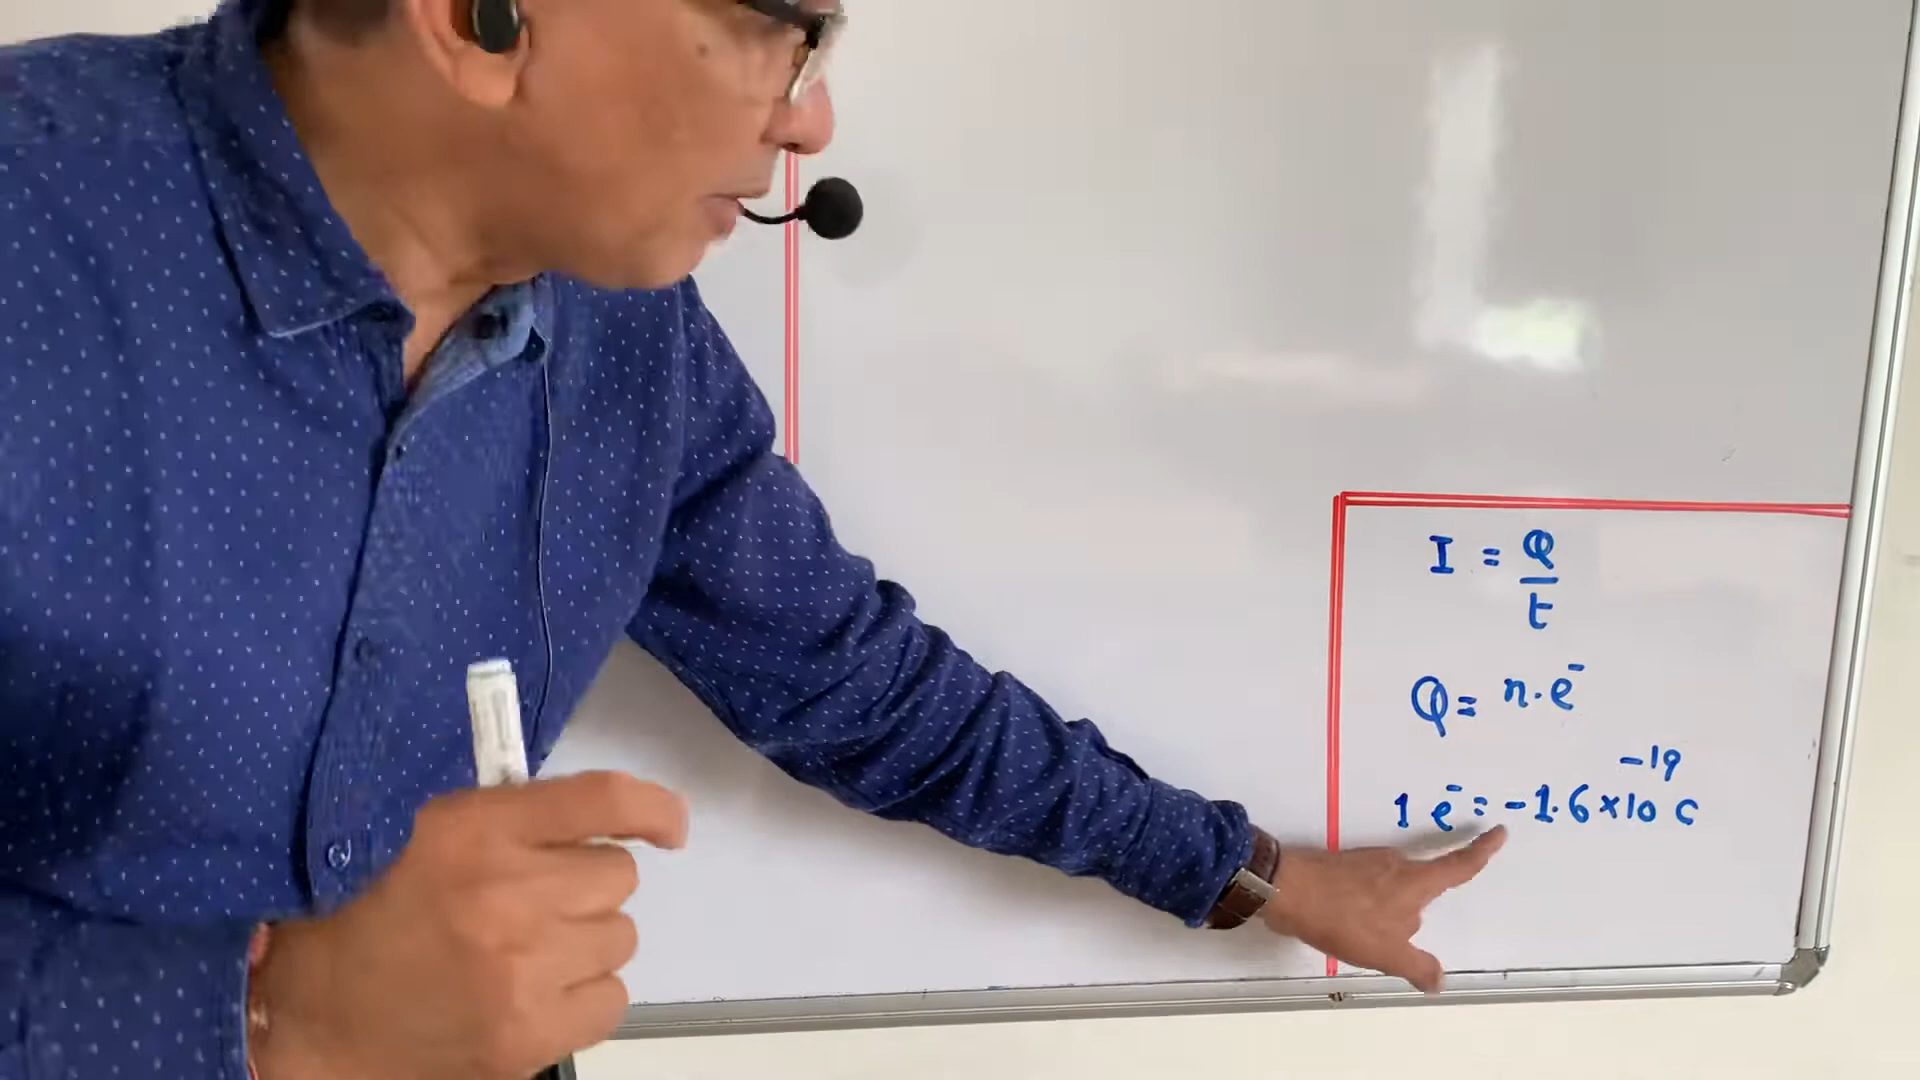 I = Q/t
Q = n.e⁻
1 e⁻ = -1.6 × 10⁻¹⁹ C